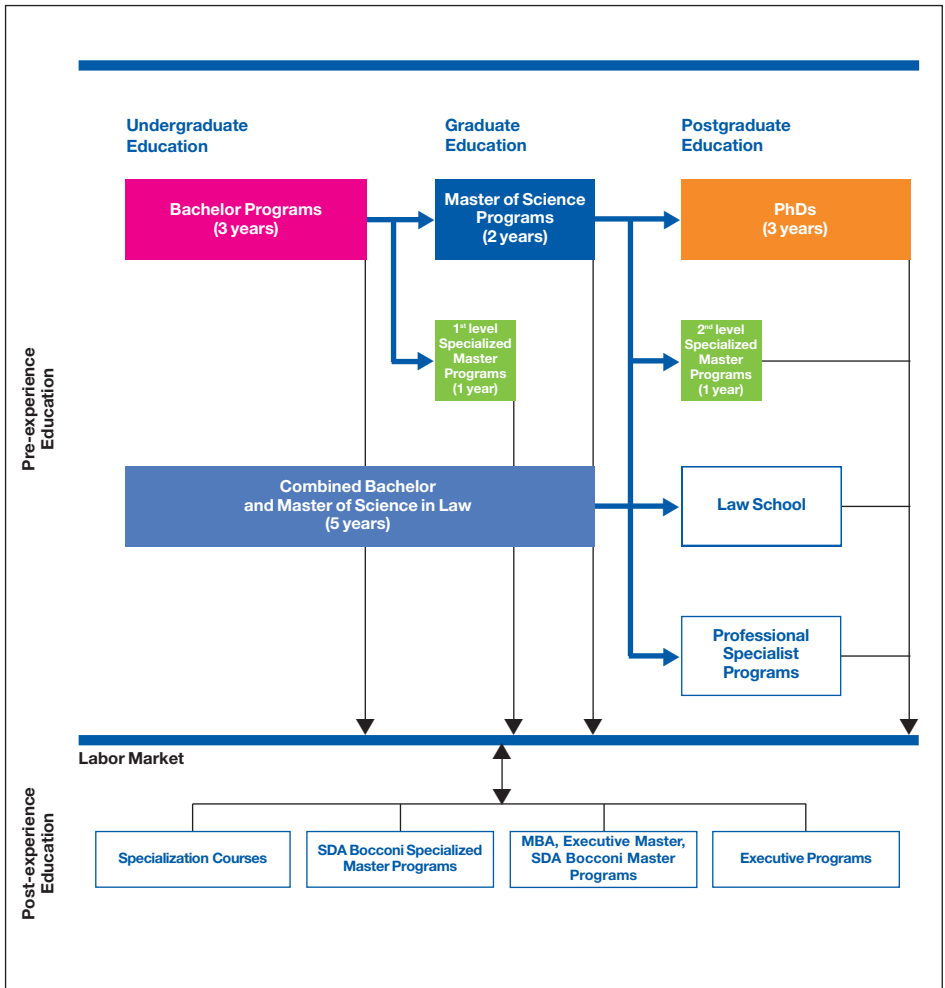 Undergraduate
Education
Graduate
Education
Postgraduate
Education
Bachelor Programs
(3 years)
Master of Science
Programs
(2 years)
PhDs
(3 years)
1st level
Specialized
Master
Programs
(1 year)
2nd level
Specialized
Master
Programs
(1 year)
Pre-experience
Education
Combined Bachelor
and Master of Science in Law
(5 years)
Law School
Professional
Specialist
Programs
Labor Market
Post-experience
Education
Specialization Courses
SDA Bocconi Specialized
Master Programs
MBA, Executive Master,
SDA Bocconi Master
Programs
Executive Programs